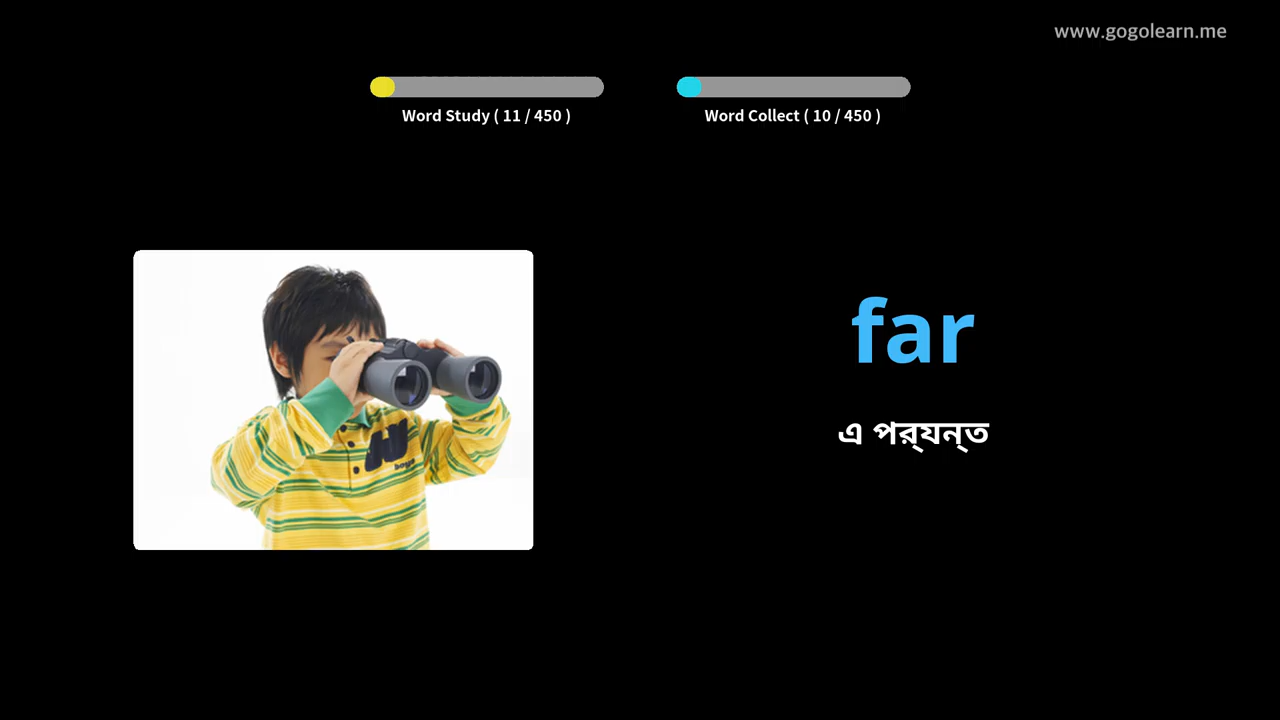 www.gogolearn.me
Word Study ( 11 / 450 )
Word Collect ( 10 / 450 )
far
এ পর্যন্ত